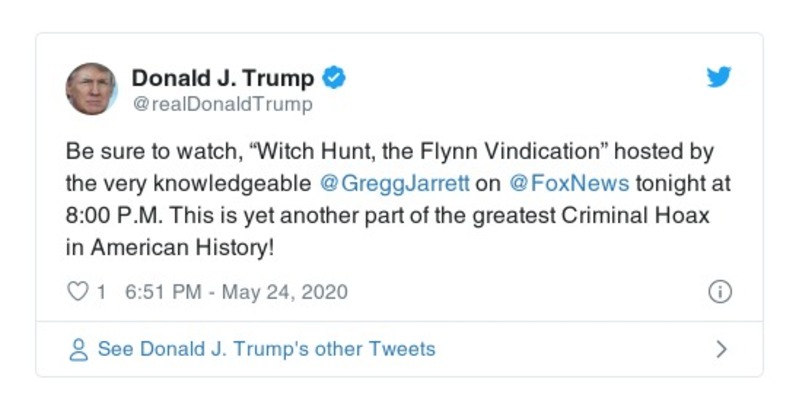 Donald J. Trump
@realDonaldTrump
Be sure to watch, “Witch Hunt, the Flynn Vindication” hosted by
the very knowledgeable @GreggJarrett on @FoxNews tonight at
8:00 P.M. This is yet another part of the greatest Criminal Hoax
in American History!
1 6:51 PM - May 24, 2020
See Donald J. Trump's other Tweets